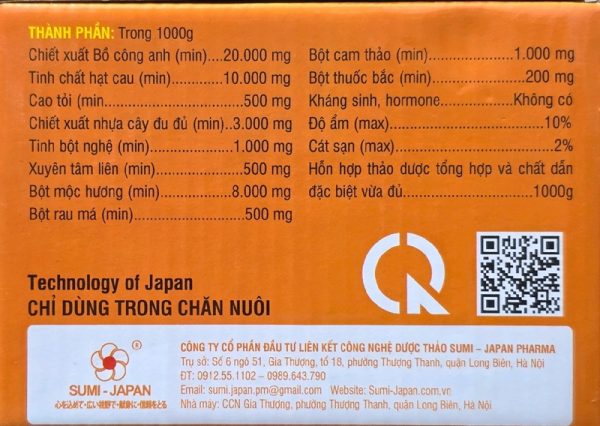 THÀNH PHẦN: Trong 1000g
Chiết xuất Bồ công anh (min)....20.000 mg
Tinh chất hạt cau (min)..............10.000 mg
Cao tỏi (min...............................500 mg
Chiết xuất nhựa cây đu đủ (min)..3.000 mg
Tinh bột nghệ (min)....................1.000 mg
Xuyên tâm liên (min)...................500 mg
Bột mộc hương (min).................8.000 mg
Bột rau má (min)........................500 mg
Bột cam thảo (min)....................1.000 mg
Bột thuốc bắc (min)....................200 mg
Kháng sinh, hormone..............Không có
Độ ẩm (max)..................................10%
Cát sạn (max)..................................2%
Hỗn hợp thảo dược tổng hợp và chất dẫn
đặc biệt vừa đủ............................1000g
Technology of Japan
CHỈ DÙNG TRONG CHĂN NUÔI
®
SUMI - JAPAN
CÔNG TY CỔ PHẦN ĐẦU TƯ LIÊN KẾT CÔNG NGHỆ DƯỢC THẢO SUMI - JAPAN PHARMA
Trụ sở: Số 6 ngõ 51, Gia Thượng, tổ 18, phường Thượng Thanh, quận Long Biên, Hà Nội
ĐT: 0912.55.1102 - 0989.643.790
Email: sumi.japan.pm@gmail.com Website: Sumi-Japan.com.vn
Nhà máy: CCN Gia Thượng, phường Thượng Thanh, quận Long Biên, Hà Nội